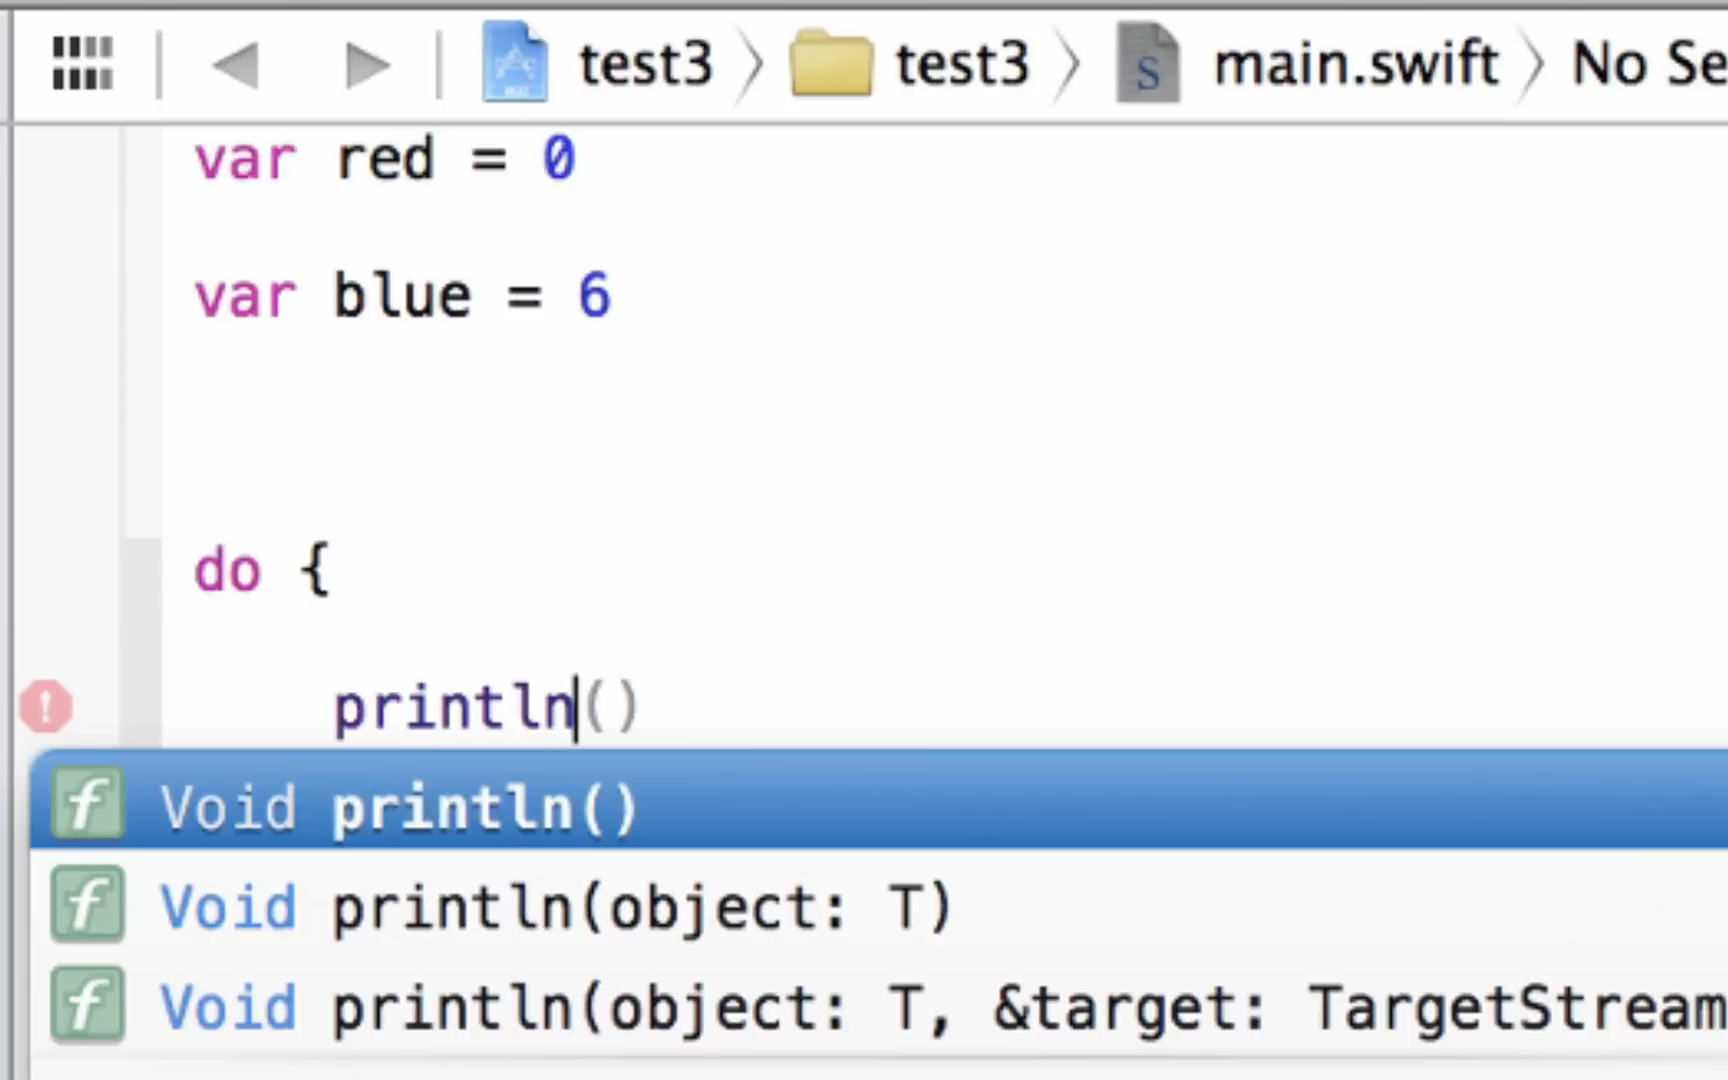 test3 test3 main.swift No Se
var red = 0
var blue = 6
do {
println()
Void println()
Void println(object: T)
Void println(object: T, &target: TargetStream